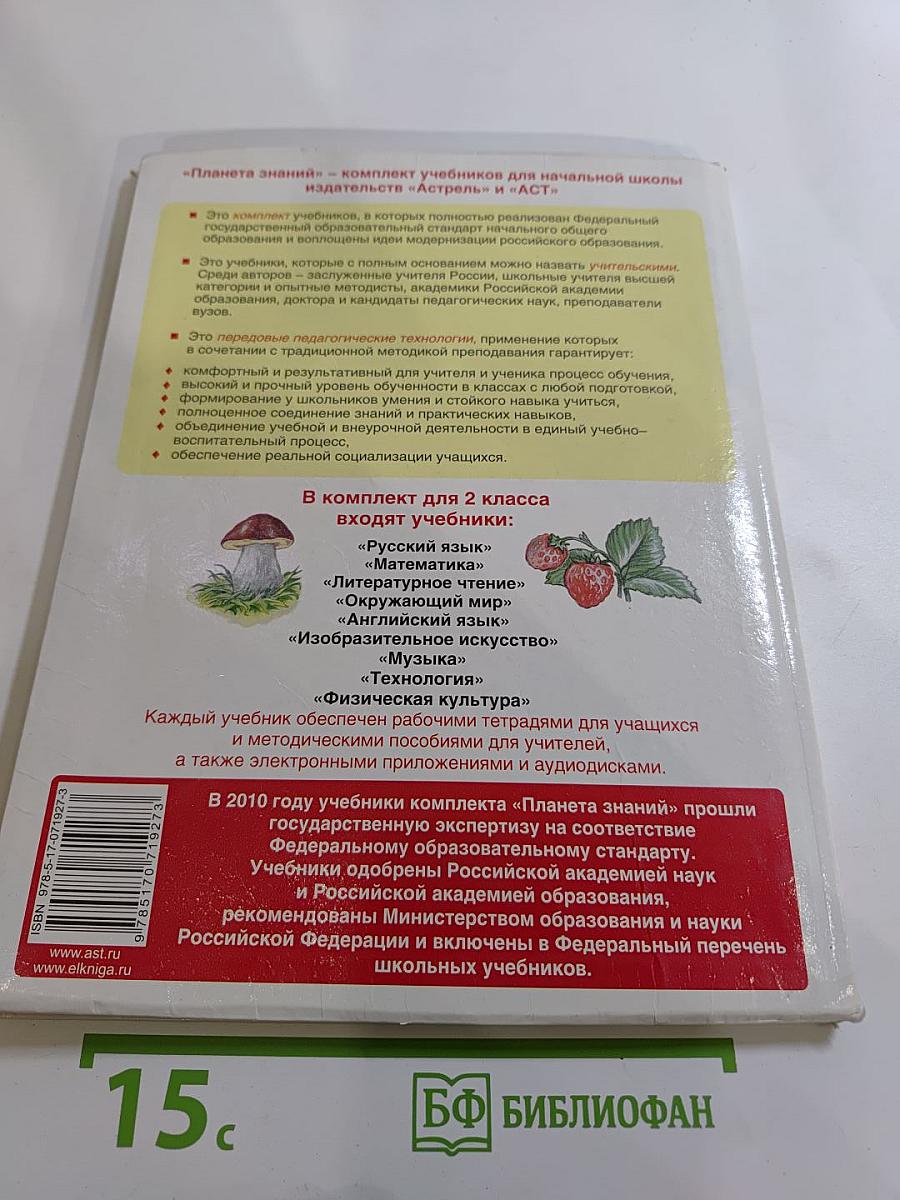 «Планета знаний» – комплект учебников для начальной школы
издательств «Астрель» и «АСТ»
Это комплект учебников, в которых полностью реализован Федеральный
государственный образовательный стандарт начального общего
образования и воплощены идеи модернизации российского образования.
Это учебники, которые с полным основанием можно назвать учительскими.
Среди авторов – заслуженные учителя России, школьные учителя высшей
категории и опытные методисты, академики Российской академии
образования, доктора и кандидаты педагогических наук, преподаватели
вузов.
Это передовые педагогические технологии, применение которых
в сочетании с традиционной методикой преподавания гарантирует:
комфортный и результативный для учителя и ученика процесс обучения,
высокий и прочный уровень обученности в классах с любой подготовкой,
формирование у школьников умения и стойкого навыка учиться,
полноценное соединение знаний и практических навыков,
объединение учебной и внеурочной деятельности в единый учебно–
воспитательный процесс,
обеспечение реальной социализации учащихся.
В комплект для 2 класса
входят учебники:
«Русский язык»
«Математика»
«Литературное чтение»
«Окружающий мир»
«Английский язык»
«Изобразительное искусство»
«Музыка»
«Технология»
«Физическая культура»
Каждый учебник обеспечен рабочими тетрадями для учащихся
и методическими пособиями для учителей,
а также электронными приложениями и аудиодисками.
В 2010 году учебники комплекта «Планета знаний» прошли
государственную экспертизу на соответствие
Федеральному образовательному стандарту.
Учебники одобрены Российской академией наук
и Российской академией образования,
рекомендованы Министерством образования и науки
Российской Федерации и включены в Федеральный перечень
школьных учебников.
ISBN 978-5-17-071927-3
9 785170 719273
www.ast.ru
www.elkniga.ru
15 с
БФ БИБЛИОФАН